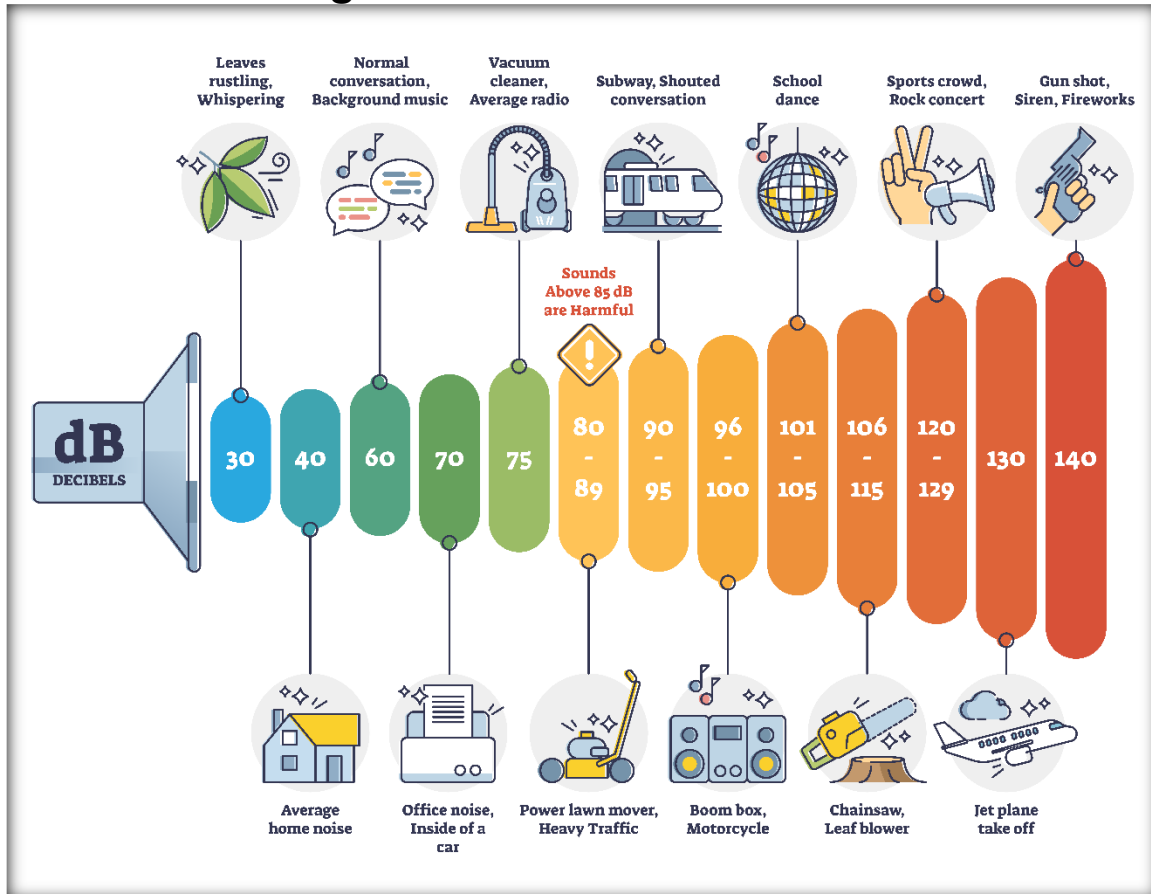 Leaves
rustling,
Whispering
Normal
conversation,
Background music
Vacuum
cleaner,
Average radio
Subway, Shouted
conversation
School
dance
Sports crowd,
Rock concert
Gun shot,
Siren, Fireworks
Sounds
Above 85 dB
are Harmful
dB
DECIBELS
30
40
60
70
75
80
-
89
90
-
95
96
-
100
101
-
105
106
-
115
120
-
129
130
140
Average
home noise
Office noise,
Inside of a
car
Power lawn mover,
Heavy Traffic
Boom box,
Motorcycle
Chainsaw,
Leaf blower
Jet plane
take off